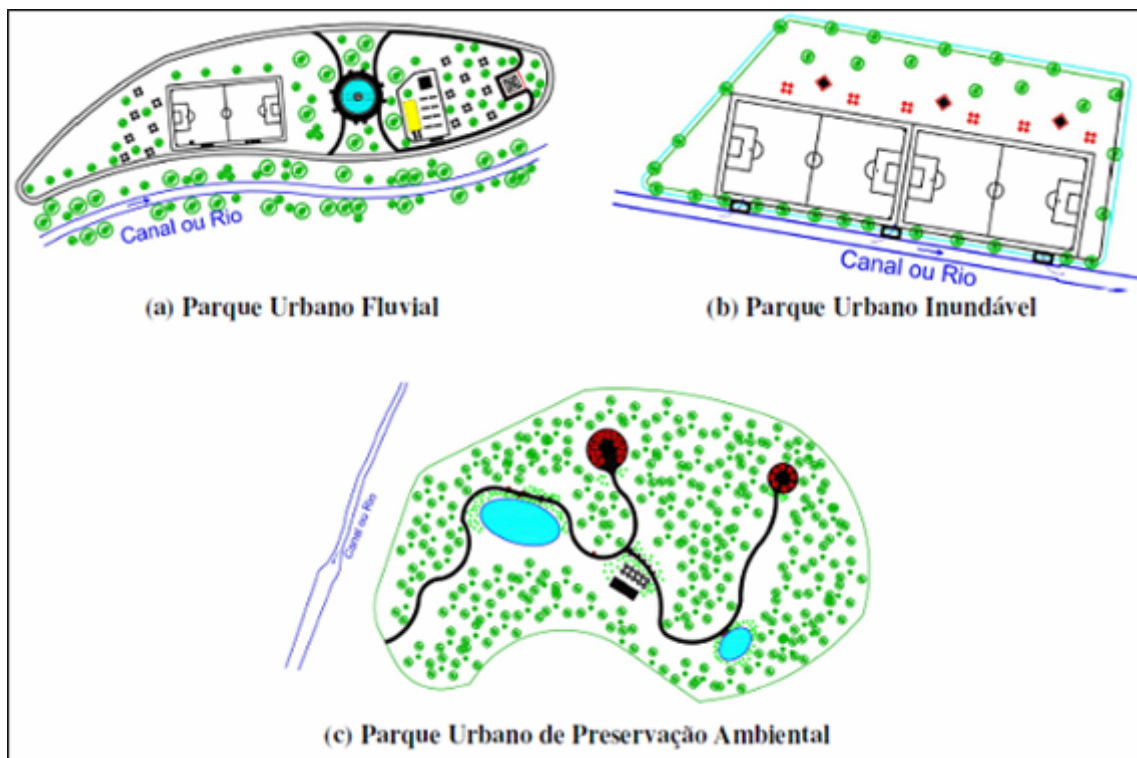 Canal ou Rio
(a) Parque Urbano Fluvial
Canal ou Rio
(b) Parque Urbano Inundável
Canal ou Rio
(c) Parque Urbano de Preservação Ambiental